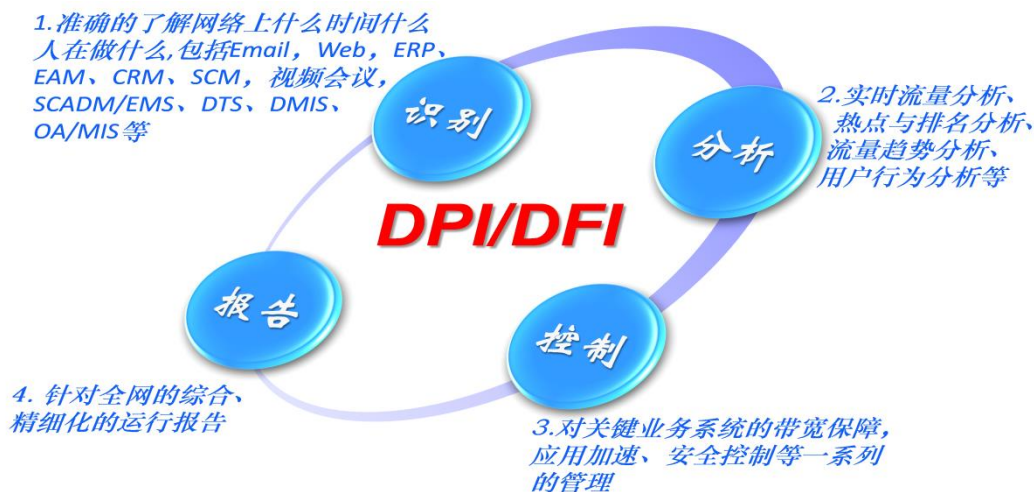 1.准确的了解网络上什么时间什么
人在做什么,包括Email，Web，ERP、
EAM、CRM、SCM，视频会议，
SCADM/EMS、DTS、DMIS、
OA/MIS等
识别
分析
2.实时流量分析、
热点与排名分析、
流量趋势分析、
用户行为分析等
DPI/DFI
报告
控制
4. 针对全网的综合、
精细化的运行报告
3.对关键业务系统的带宽保障，
应用加速、安全控制等一系列
的管理